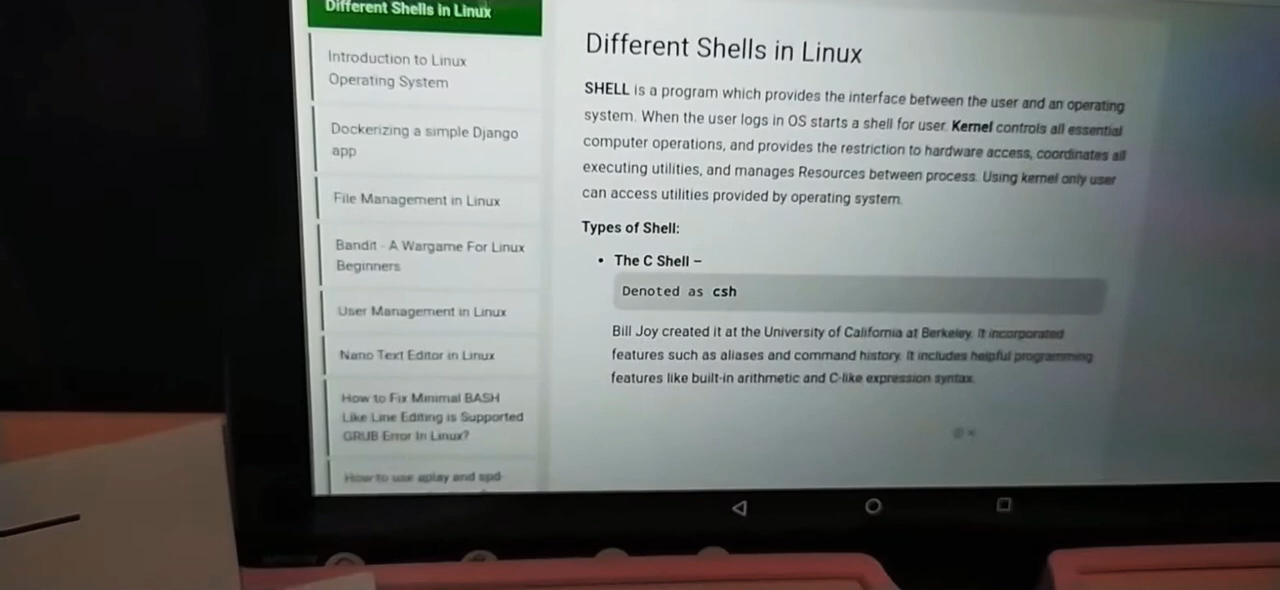 Different Shells in Linux
Introduction to Linux
Operating System
Dockerizing a simple Django
app
File Management in Linux
Bandit - A Wargame For Linux
Beginners
User Management in Linux
Nano Text Editor in Linux
How to Fix Minimal BASH
Like Line Editing is Supported
GRUB Error In Linux?
How to use aplay and spd-
Different Shells in Linux
SHELL is a program which provides the interface between the user and an operating
system. When the user logs in OS starts a shell for user. Kernel controls all essential
computer operations, and provides the restriction to hardware access, coordinates all
executing utilities, and manages Resources between process. Using kernel only user
can access utilities provided by operating system.
Types of Shell:
• The C Shell –
Denoted as csh
Bill Joy created it at the University of California at Berkeley. It incorporated
features such as aliases and command history. It includes helpful programming
features like built-in arithmetic and C-like expression syntax.